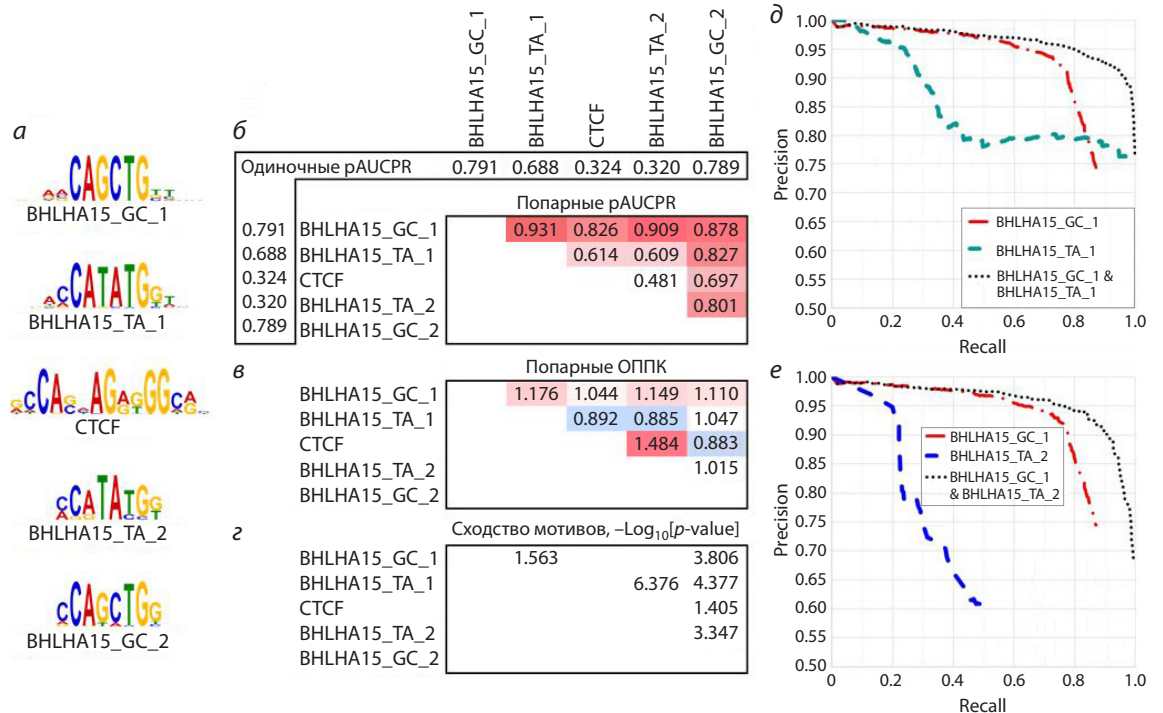 а
CAGCTG
BHLHA15_GC_1
CATATG
BHLHA15_TA_1
CTCF
BHLHA15_TA_2
BHLHA15_GC_2
б
BHLHA15_GC_1
BHLHA15_TA_1
CTCF
BHLHA15_TA_2
BHLHA15_GC_2
Одиночные pAUCPR 0.791 0.688 0.324 0.320 0.789
Попарные pAUCPR
0.791 BHLHA15_GC_1 0.931 0.826 0.909 0.878
0.688 BHLHA15_TA_1 0.614 0.609 0.827
0.324 CTCF 0.481 0.697
0.320 BHLHA15_TA_2 0.801
0.789 BHLHA15_GC_2
в
Попарные ОППК
BHLHA15_GC_1 1.176 1.044 1.149 1.110
BHLHA15_TA_1 0.892 0.885 1.047
CTCF 1.484 0.883
BHLHA15_TA_2 1.015
BHLHA15_GC_2
г
Сходство мотивов, –Log10[p-value]
BHLHA15_GC_1 1.563 3.806
BHLHA15_TA_1 6.376 4.377
CTCF 1.405
BHLHA15_TA_2 3.347
BHLHA15_GC_2
д
Precision
1.00
0.95
0.90
0.85
0.80
0.75
0.70
0.65
0.60
0.55
0.50
BHLHA15_GC_1
BHLHA15_TA_1
BHLHA15_GC_1 &
BHLHA15_TA_1
0 0.2 0.4 0.6 0.8 1.0
Recall
е
Precision
1.00
0.95
0.90
0.85
0.80
0.75
0.70
0.65
0.60
0.55
0.50
BHLHA15_GC_1
BHLHA15_TA_2
BHLHA15_GC_1
& BHLHA15_TA_2
0 0.2 0.4 0.6 0.8 1.0
Recall